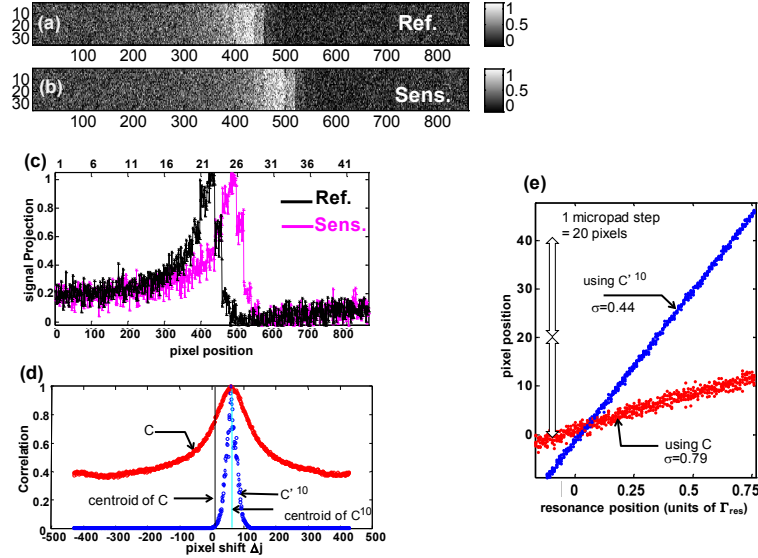 (a)
Ref.
10
20
30
100 200 300 400 500 600 700 800
1
0.5
0
(b)
Sens.
10
20
30
100 200 300 400 500 600 700 800
1
0.5
0
(c)
1 6 11 16 21 26 31 36 41
Ref.
Sens.
signal Projection
1
0.8
0.6
0.4
0.2
0
0 100 200 300 400 500 600 700 800
pixel position
(d)
Correlation
1
0.8
0.6
0.4
0.2
0
C
centroid of C
C' 10
centroid of C10
-500 -400 -300 -200 -100 0 100 200 300 400 500
pixel shift Δj
(e)
1 micropad step
= 20 pixels
using C' 10
σ=0.44
using C
σ=0.79
pixel position
40
30
20
10
0
0 0.25 0.5 0.75
resonance position (units of Γres)